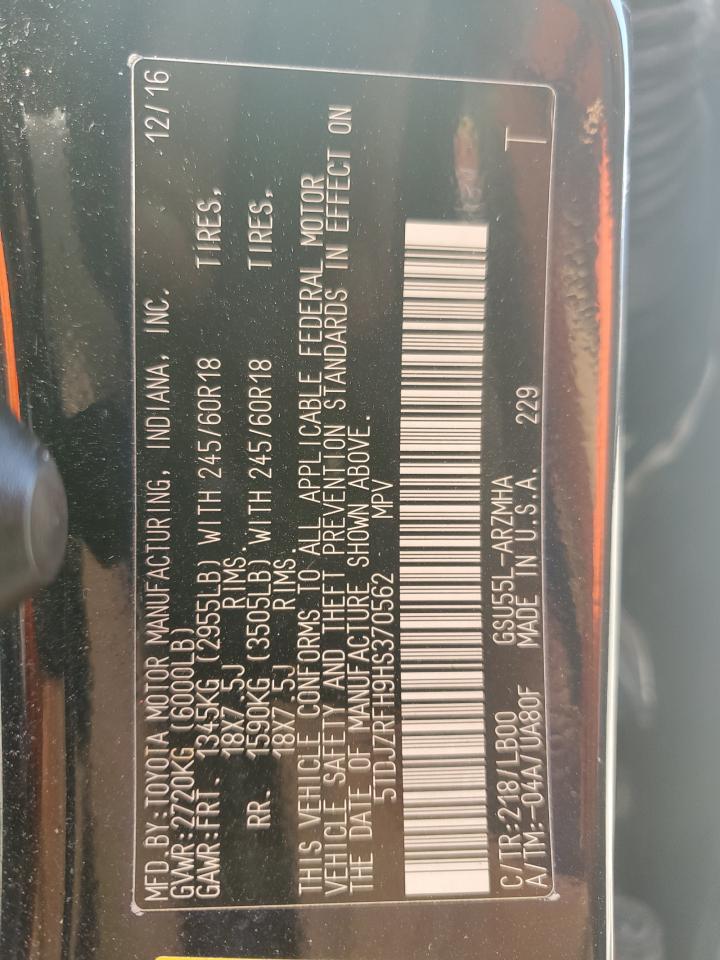 MFD. BY: TOYOTA MOTOR MANUFACTURING, INDIANA, INC. 12/16
GVWR: 2720KG (6000LB)
GAWR: FRT. 1345KG (2955LB) WITH 245/60R18 TIRES,
18X7.5J RIMS.
RR. 1590KG (3505LB) WITH 245/60R18 TIRES,
18X7.5J RIMS.
THIS VEHICLE CONFORMS TO ALL APPLICABLE FEDERAL MOTOR
VEHICLE SAFETY AND THEFT PREVENTION STANDARDS IN EFFECT ON
THE DATE OF MANUFACTURE SHOWN ABOVE.
5TDJZRFH9HS370562 MPV
C/TR: 218/LB00 GSU55L-ARZMHA T
A/TM: -04A/UA80F MADE IN U.S.A. 229